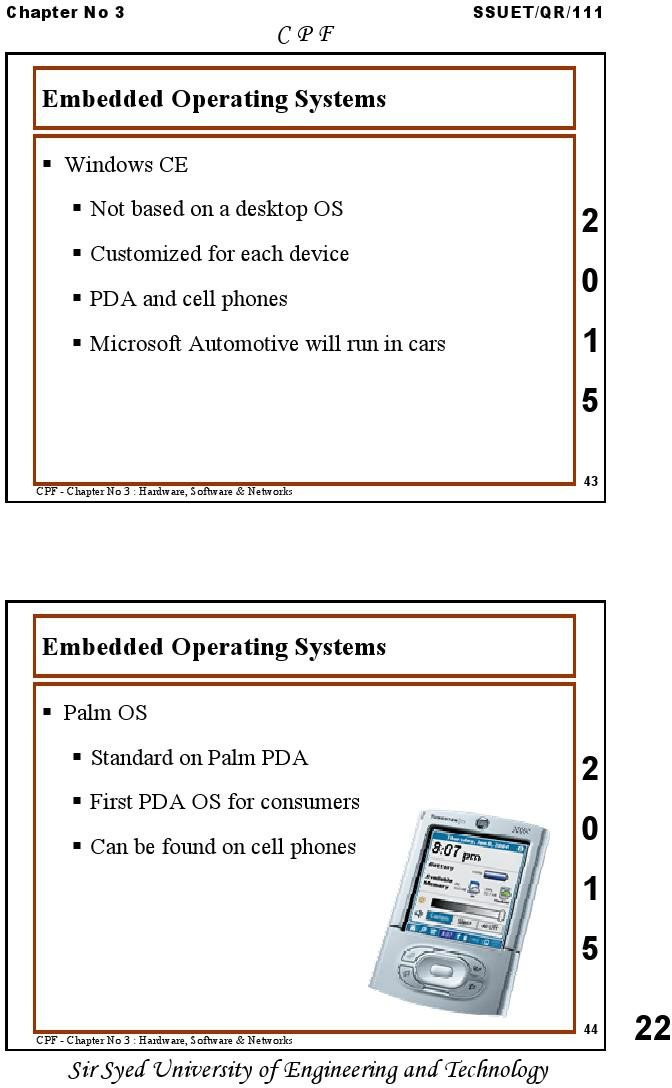 Chapter No 3 SSUET/QR/111
C P F
Embedded Operating Systems
▪ Windows CE
▪ Not based on a desktop OS
▪ Customized for each device
▪ PDA and cell phones
▪ Microsoft Automotive will run in cars
2
0
1
5
43
CPF - Chapter No 3 : Hardware, Software & Networks
Embedded Operating Systems
▪ Palm OS
▪ Standard on Palm PDA
▪ First PDA OS for consumers
▪ Can be found on cell phones
8:07 pm
Battery
Available
Memory
2
0
1
5
44
CPF - Chapter No 3 : Hardware, Software & Networks
22
Sir Syed University of Engineering and Technology